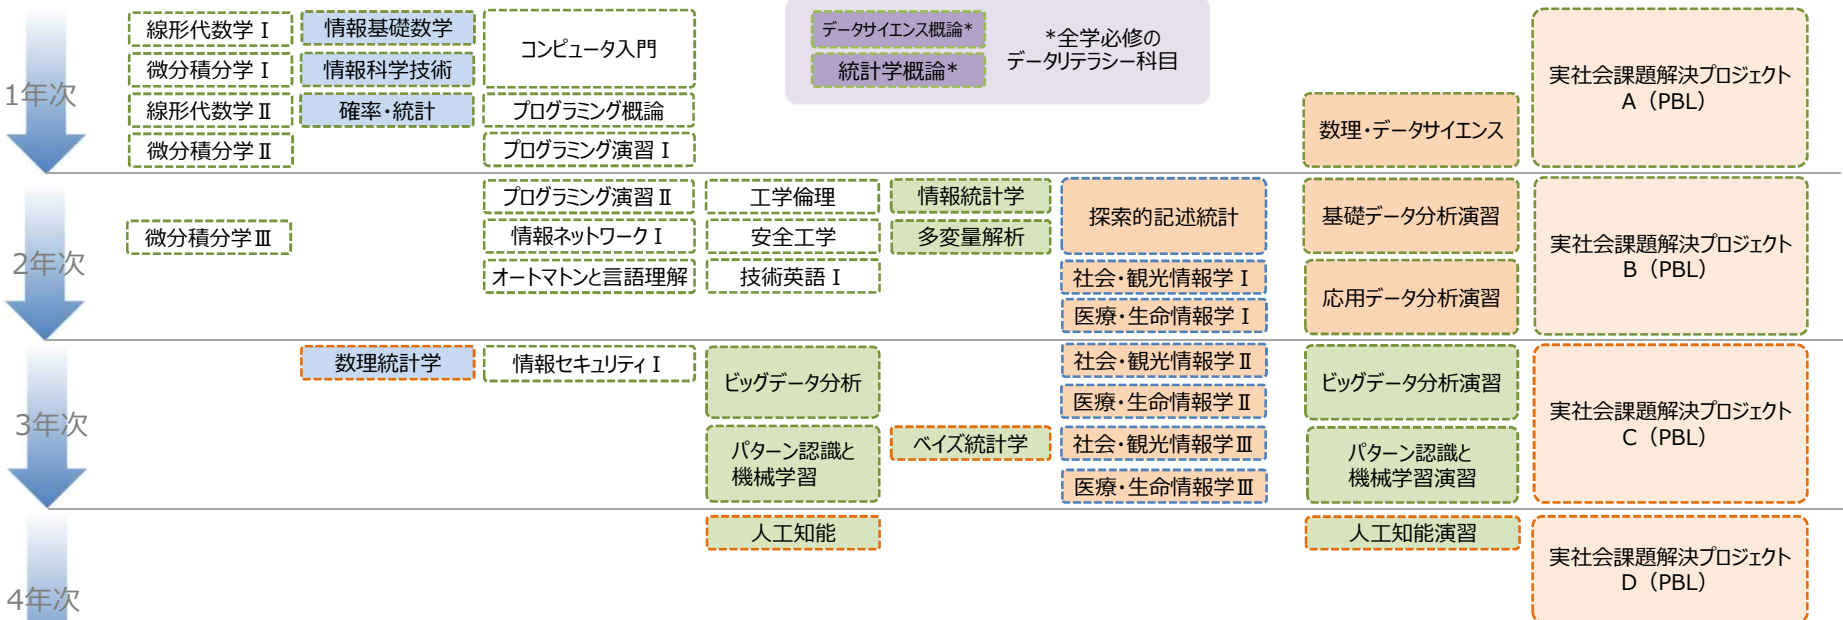 1年次
線形代数学Ⅰ
微分積分学Ⅰ
線形代数学Ⅱ
微分積分学Ⅱ
情報基礎数学
情報科学技術
確率・統計
コンピュータ入門
プログラミング概論
プログラミング演習Ⅰ
データサイエンス概論*
統計学概論*
*全学必修の
データリテラシー科目
数理・データサイエンス
実社会課題解決プロジェクト
A（PBL）
2年次
微分積分学Ⅲ
プログラミング演習Ⅱ
情報ネットワークⅠ
オートマトンと言語理解
工学倫理
安全工学
技術英語Ⅰ
情報統計学
多変量解析
探索的記述統計
社会・観光情報学Ⅰ
医療・生命情報学Ⅰ
基礎データ分析演習
応用データ分析演習
実社会課題解決プロジェクト
B（PBL）
3年次
数理統計学
情報セキュリティⅠ
ビッグデータ分析
パターン認識と
機械学習
ベイズ統計学
社会・観光情報学Ⅱ
医療・生命情報学Ⅱ
社会・観光情報学Ⅲ
医療・生命情報学Ⅲ
ビッグデータ分析演習
パターン認識と
機械学習演習
実社会課題解決プロジェクト
C（PBL）
4年次
人工知能
人工知能演習
実社会課題解決プロジェクト
D（PBL）